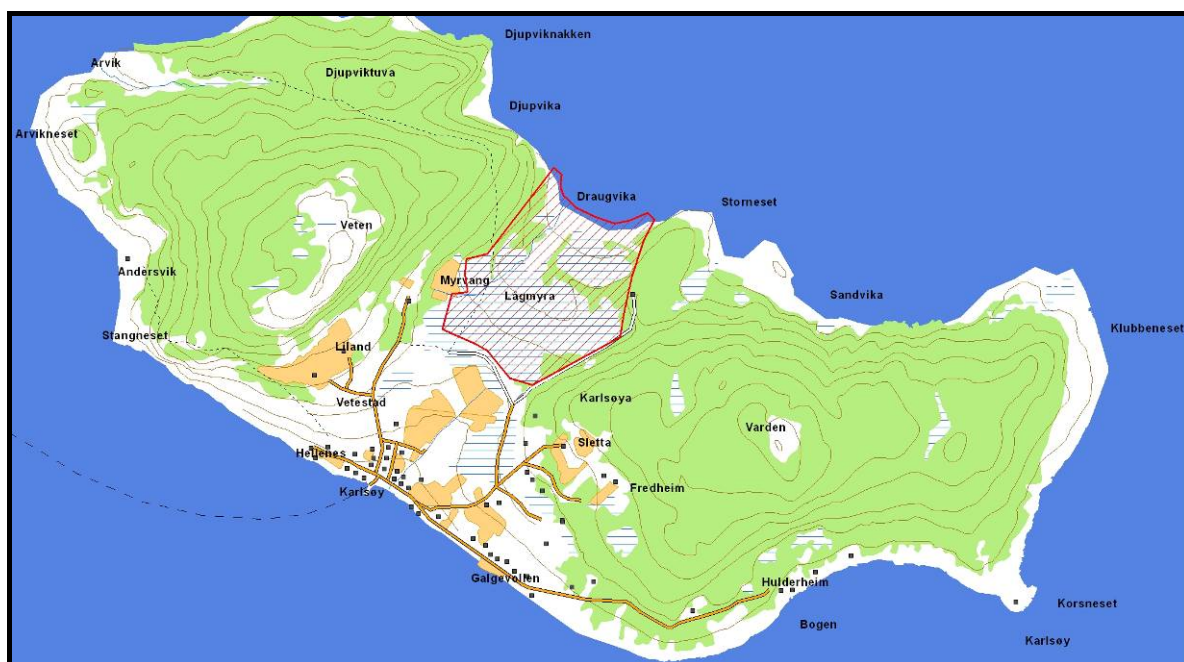 Djupviknakken
Arvik
Djupviktuva
Djupvika
Arvikneset
Draugvika
Storneset
Veten
Andersvik
Myrvang
Lågmyra
Sandvika
Klubbeneset
Stangneset
Liland
Vetestad
Karlsøya
Varden
Sletta
Hellenes
Karlsøy
Fredheim
Galgevollen
Hulderheim
Korsneset
Bogen
Karlsøy